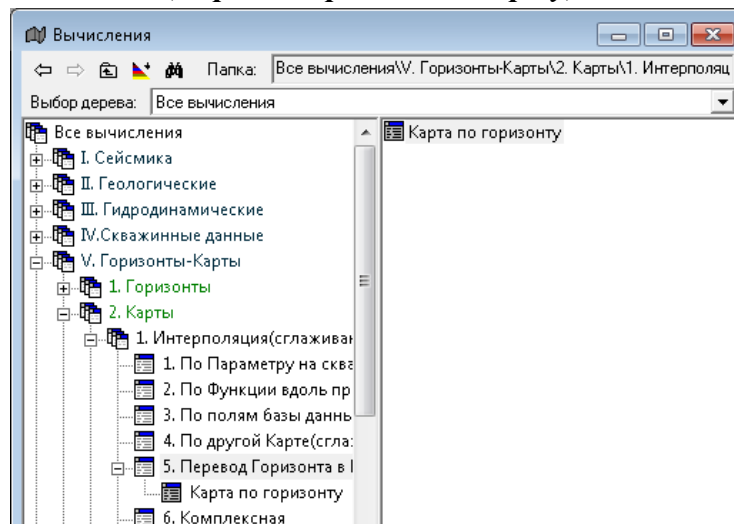 Вычисления
Папка: Все вычисления\V. Горизонты-Карты\2. Карты\1. Интерполяц
Выбор дерева: Все вычисления
Все вычисления
Карта по горизонту
I. Сейсмика
II. Геологические
III. Гидродинамические
IV.Скважинные данные
V. Горизонты-Карты
1. Горизонты
2. Карты
1. Интерполяция(сглаживан
1. По Параметру на сква
2. По Функции вдоль пр
3. По полям базы даннь
4. По другой Карте(сгла:
5. Перевод Горизонта в
Карта по горизонту
6. Комплексная